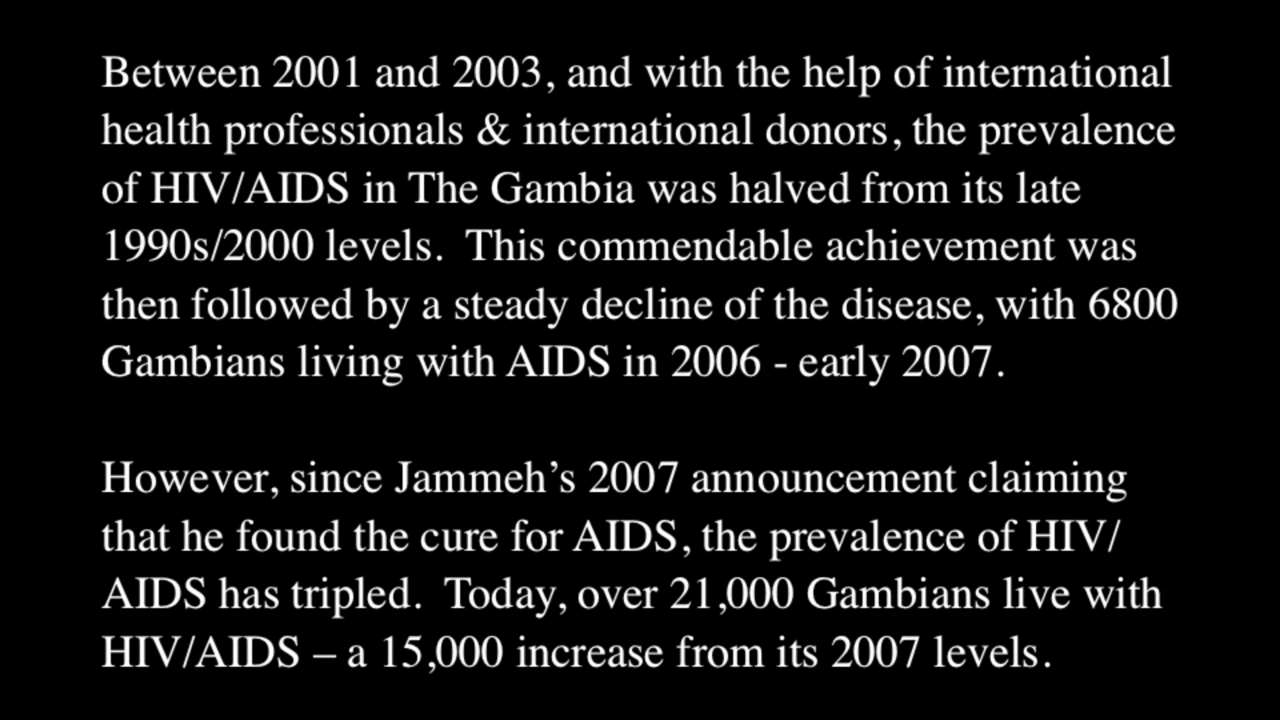 Between 2001 and 2003, and with the help of international
health professionals & international donors, the prevalence
of HIV/AIDS in The Gambia was halved from its late
1990s/2000 levels.  This commendable achievement was
then followed by a steady decline of the disease, with 6800
Gambians living with AIDS in 2006 - early 2007.
However, since Jammeh’s 2007 announcement claiming
that he found the cure for AIDS, the prevalence of HIV/
AIDS has tripled.  Today, over 21,000 Gambians live with
HIV/AIDS – a 15,000 increase from its 2007 levels.